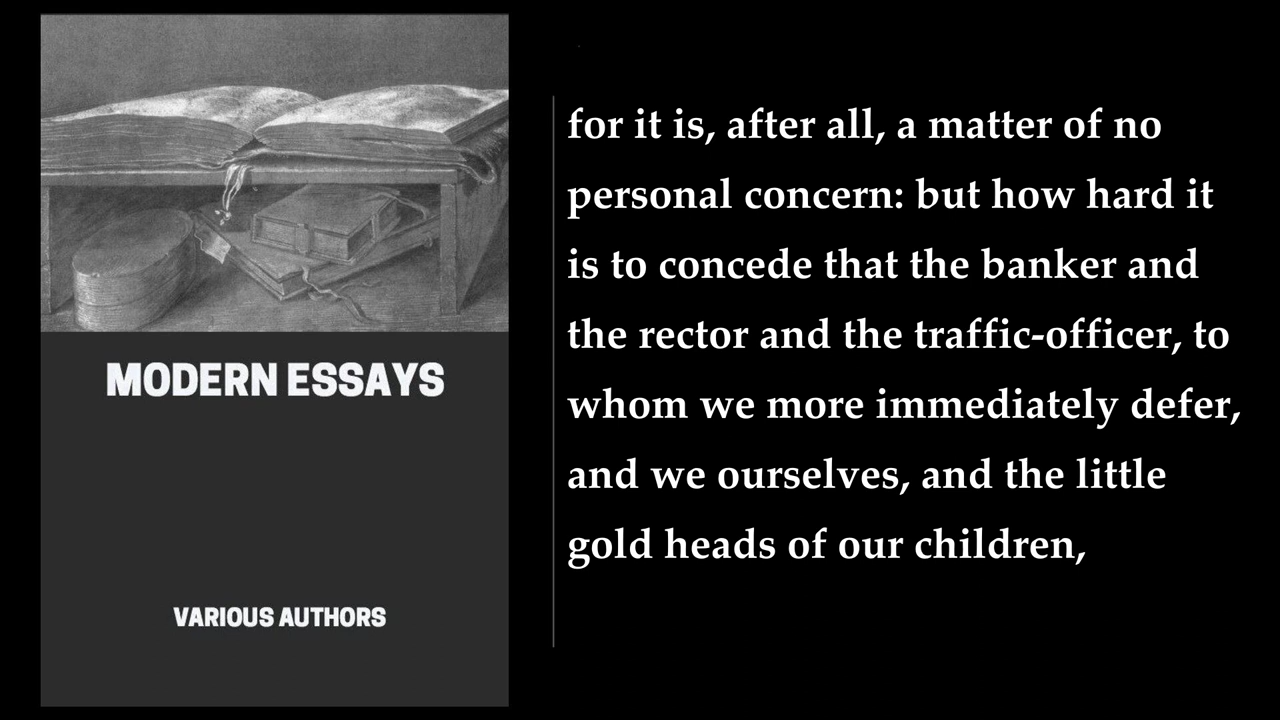 MODERN ESSAYS
VARIOUS AUTHORS
for it is, after all, a matter of no
personal concern: but how hard it
is to concede that the banker and
the rector and the traffic-officer, to
whom we more immediately defer,
and we ourselves, and the little
gold heads of our children,